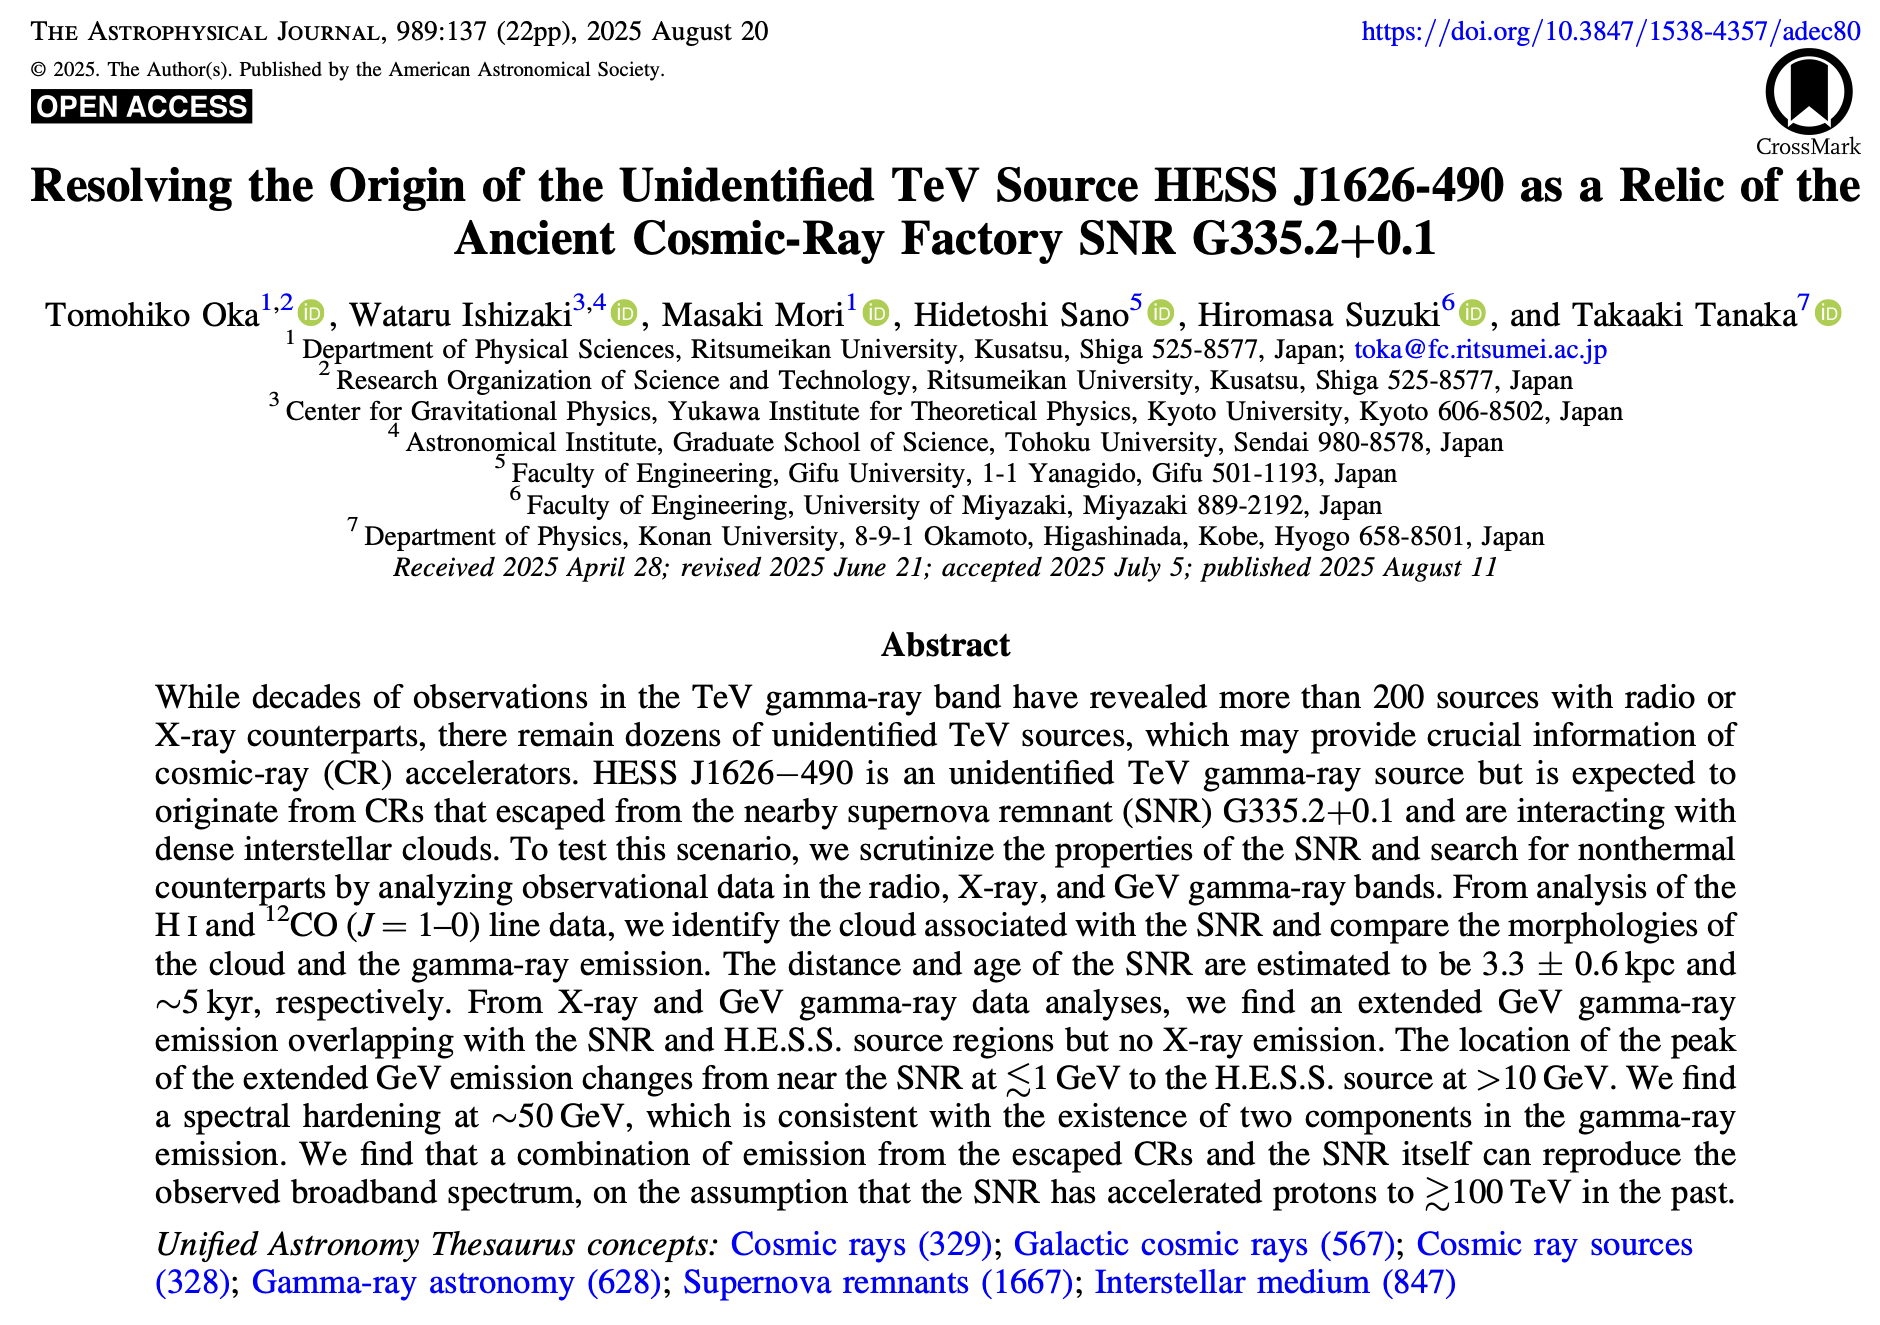 THE ASTROPHYSICAL JOURNAL, 989:137 (22pp), 2025 August 20
https://doi.org/10.3847/1538-4357/adec80
© 2025. The Author(s). Published by the American Astronomical Society.
OPEN ACCESS
CrossMark
Resolving the Origin of the Unidentified TeV Source HESS J1626-490 as a Relic of the
Ancient Cosmic-Ray Factory SNR G335.2+0.1
Tomohiko Oka1,2 iD, Wataru Ishizaki3,4 iD, Masaki Mori1 iD, Hidetoshi Sano5 iD, Hiromasa Suzuki6 iD, and Takaaki Tanaka7 iD
1 Department of Physical Sciences, Ritsumeikan University, Kusatsu, Shiga 525-8577, Japan; toka@fc.ritsumei.ac.jp
2 Research Organization of Science and Technology, Ritsumeikan University, Kusatsu, Shiga 525-8577, Japan
3 Center for Gravitational Physics, Yukawa Institute for Theoretical Physics, Kyoto University, Kyoto 606-8502, Japan
4 Astronomical Institute, Graduate School of Science, Tohoku University, Sendai 980-8578, Japan
5 Faculty of Engineering, Gifu University, 1-1 Yanagido, Gifu 501-1193, Japan
6 Faculty of Engineering, University of Miyazaki, Miyazaki 889-2192, Japan
7 Department of Physics, Konan University, 8-9-1 Okamoto, Higashinada, Kobe, Hyogo 658-8501, Japan
Received 2025 April 28; revised 2025 June 21; accepted 2025 July 5; published 2025 August 11
Abstract
While decades of observations in the TeV gamma-ray band have revealed more than 200 sources with radio or
X-ray counterparts, there remain dozens of unidentified TeV sources, which may provide crucial information of
cosmic-ray (CR) accelerators. HESS J1626−490 is an unidentified TeV gamma-ray source but is expected to
originate from CRs that escaped from the nearby supernova remnant (SNR) G335.2+0.1 and are interacting with
dense interstellar clouds. To test this scenario, we scrutinize the properties of the SNR and search for nonthermal
counterparts by analyzing observational data in the radio, X-ray, and GeV gamma-ray bands. From analysis of the
H I and 12CO (J = 1–0) line data, we identify the cloud associated with the SNR and compare the morphologies of
the cloud and the gamma-ray emission. The distance and age of the SNR are estimated to be 3.3 ± 0.6 kpc and
∼5 kyr, respectively. From X-ray and GeV gamma-ray data analyses, we find an extended GeV gamma-ray
emission overlapping with the SNR and H.E.S.S. source regions but no X-ray emission. The location of the peak
of the extended GeV emission changes from near the SNR at ≲1 GeV to the H.E.S.S. source at >10 GeV. We find
a spectral hardening at ∼50 GeV, which is consistent with the existence of two components in the gamma-ray
emission. We find that a combination of emission from the escaped CRs and the SNR itself can reproduce the
observed broadband spectrum, on the assumption that the SNR has accelerated protons to ≳100 TeV in the past.
Unified Astronomy Thesaurus concepts: Cosmic rays (329); Galactic cosmic rays (567); Cosmic ray sources
(328); Gamma-ray astronomy (628); Supernova remnants (1667); Interstellar medium (847)